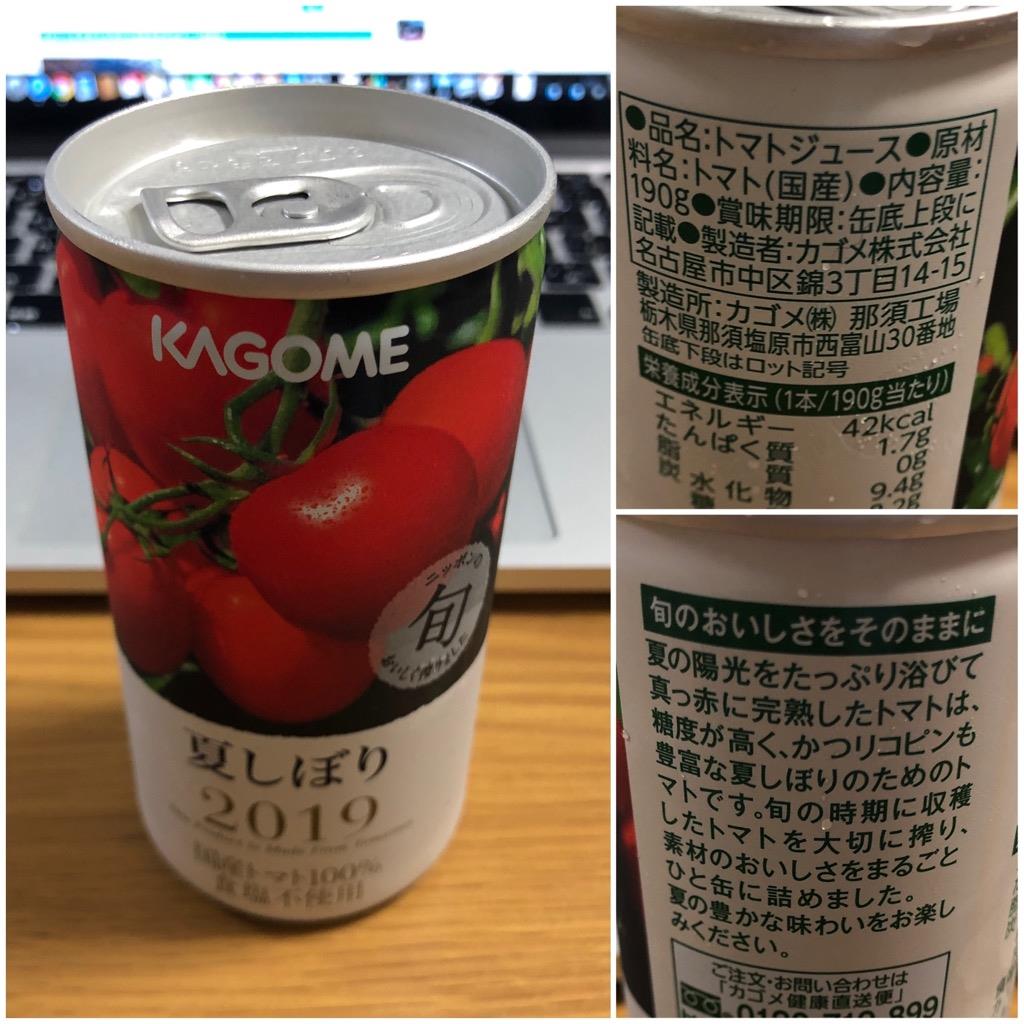 KAGOME
ニッポンの
旬
夏しぼり
2019
国産トマト100%
食塩不使用
●品名:トマトジュース●原材
料名:トマト(国産)●内容量:
190g●賞味期限:缶底上段に
記載●製造者:カゴメ株式会社
名古屋市中区錦3丁目14-15
製造所:カゴメ㈱ 那須工場
栃木県那須塩原市西富山30番地
缶底下段はロット記号
栄養成分表示(1本/190g当たり)
エネルギー 42kcal
たんぱく質 1.7g
脂質 0g
炭水化物 9.4g
旬のおいしさをそのままに
夏の陽光をたっぷり浴びて
真っ赤に完熟したトマトは、
糖度が高く、かつリコピンも
豊富な夏しぼりのためのト
マトです。旬の時期に収穫
したトマトを大切に搾り、
素材のおいしさをまるごと
ひと缶に詰めました。
夏の豊かな味わいをお楽し
みください。
ご注文・お問い合わせは
「カゴメ健康直送便」